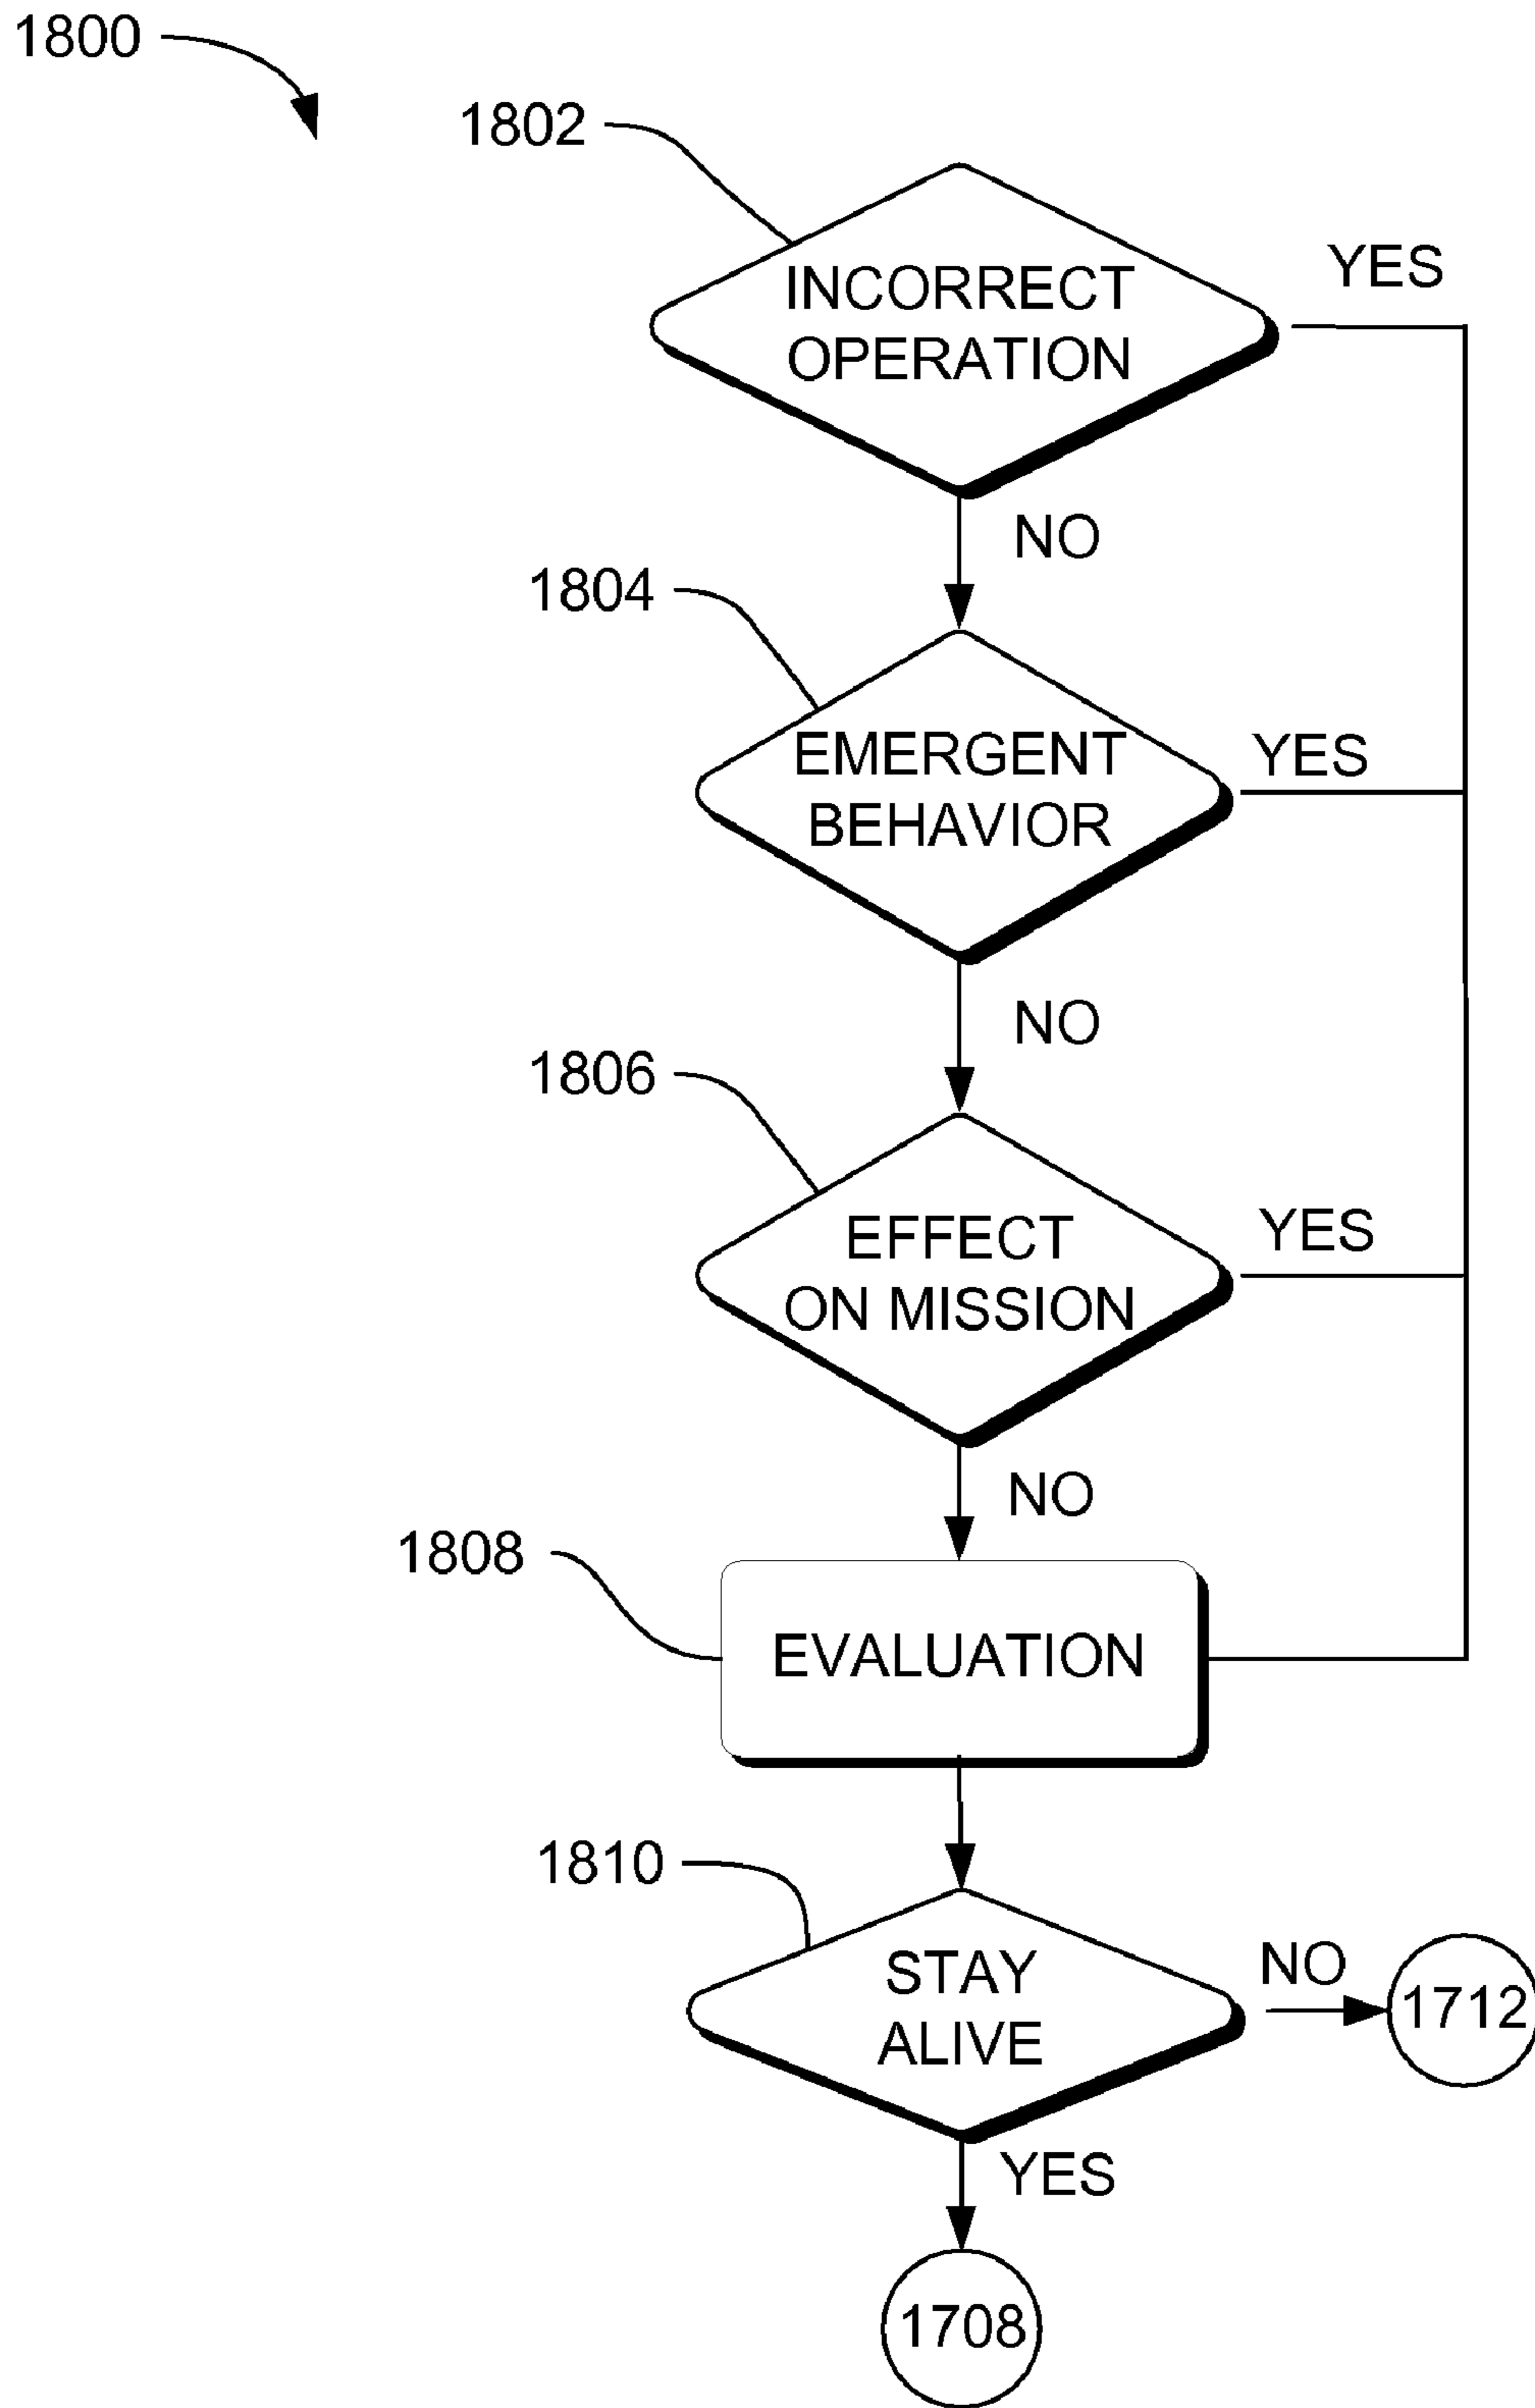 1800
1802
INCORRECT
OPERATION
YES
NO
1804
EMERGENT
BEHAVIOR
YES
NO
1806
EFFECT
ON MISSION
YES
NO
1808
EVALUATION
1810
STAY
ALIVE
NO
1712
YES
1708